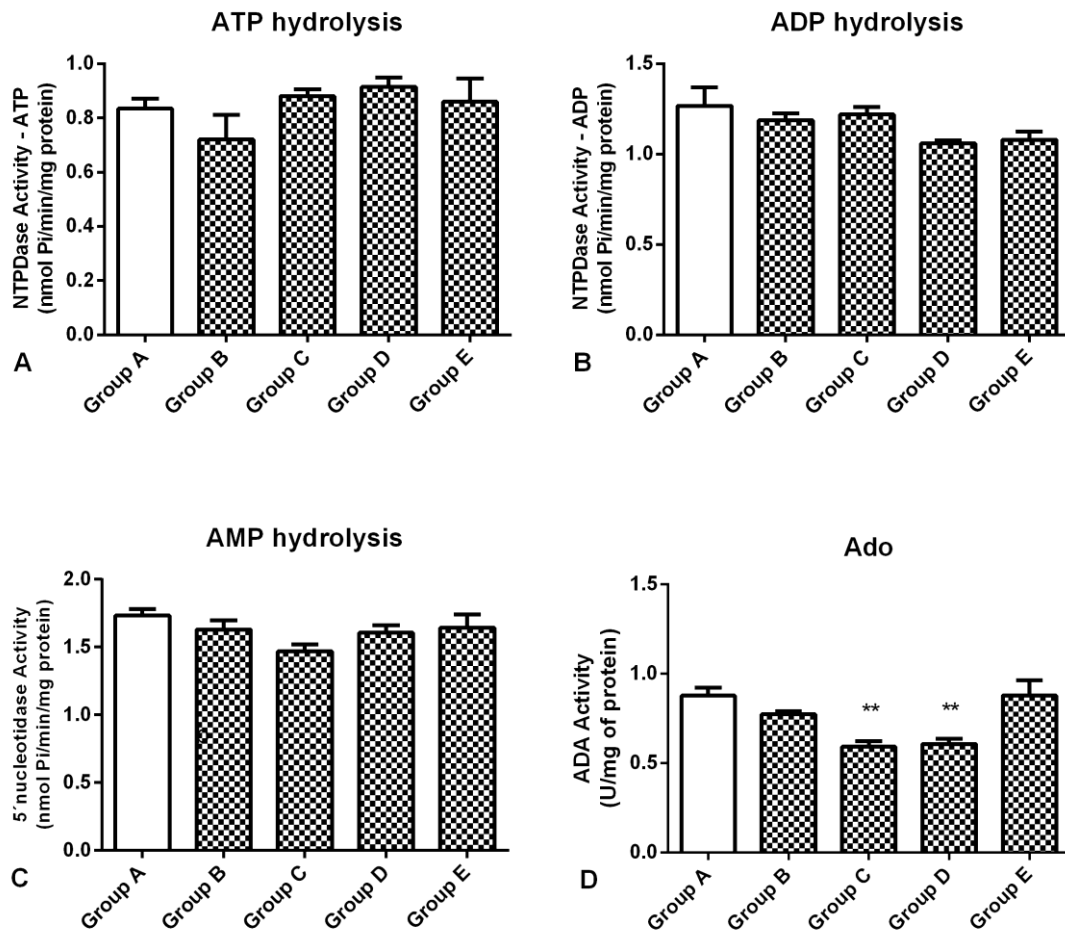 ATP hydrolysis
NTPDase Activity - ATP
(nmol Pi/min/mg protein)
1.0
0.8
0.6
0.4
0.2
0.0
Group A
Group B
Group C
Group D
Group E
A
ADP hydrolysis
NTPDase Activity - ADP
(nmol Pi/min/mg protein)
1.5
1.0
0.5
0.0
Group A
Group B
Group C
Group D
Group E
B
AMP hydrolysis
5´nucleotidase Activity
(nmol Pi/min/mg protein)
2.0
1.5
1.0
0.5
0.0
Group A
Group B
Group C
Group D
Group E
C
Ado
ADA Activity
(U/mg of protein)
1.5
1.0
0.5
0.0
**
**
Group A
Group B
Group C
Group D
Group E
D